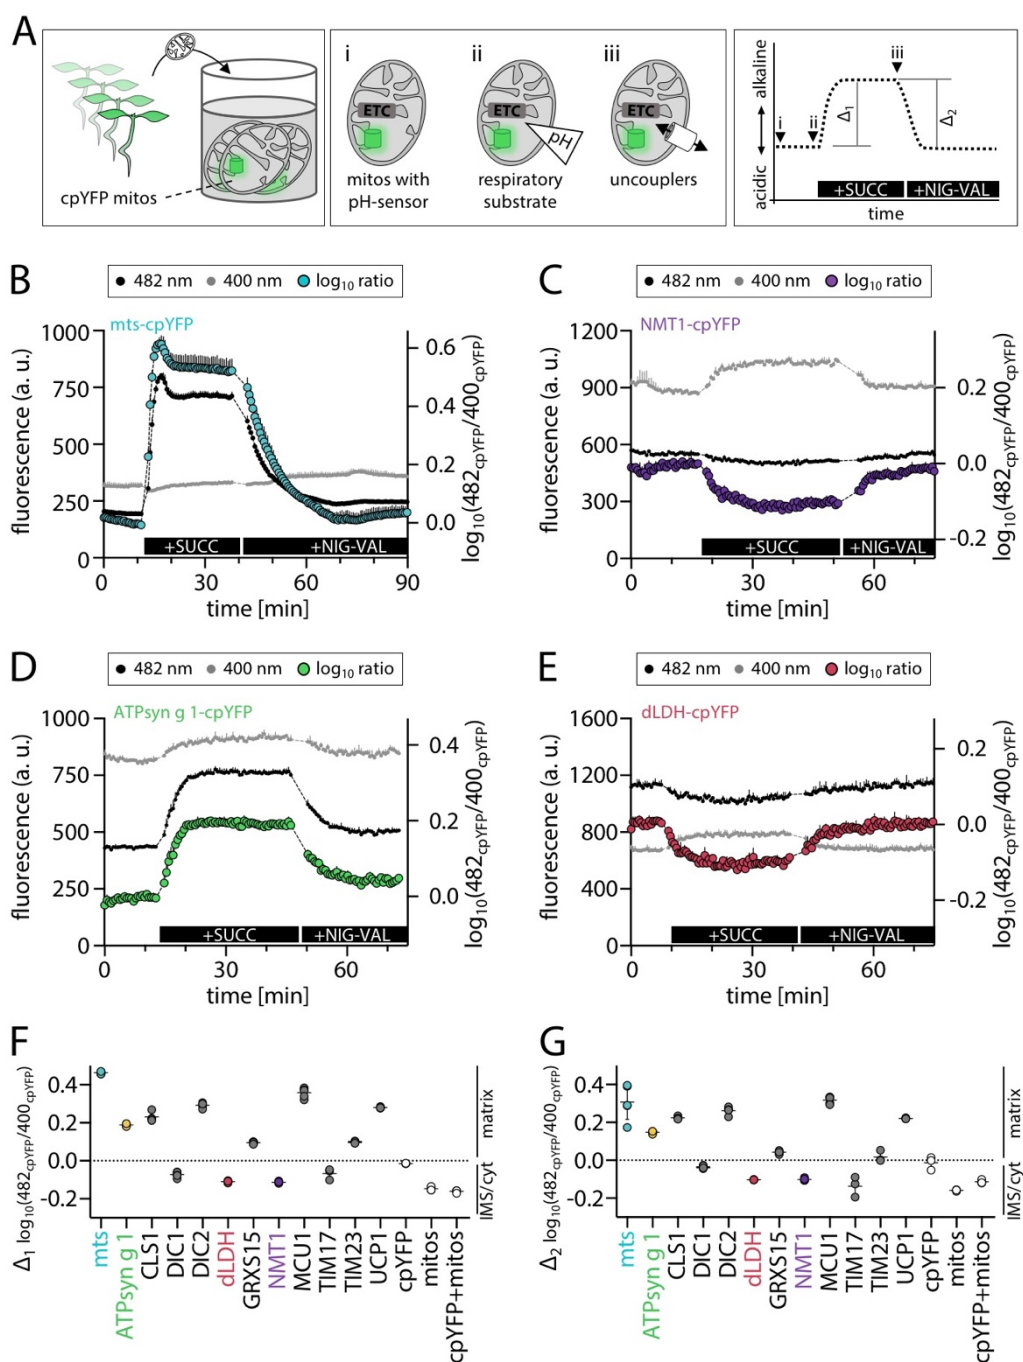 A
cpYFP mitos
i
ii
iii
ETC
ETC
ETC
pH
mitos with
pH-sensor
respiratory
substrate
uncouplers
alkaline
acidic
i
ii
iii
Δ1
Δ2
+SUCC
+NIG-VAL
time
B
482 nm
400 nm
log10 ratio
mts-cpYFP
fluorescence (a. u.)
1000
750
500
250
0
0.6
0.4
0.2
0.0
log10(482cpYFP/400cpYFP)
+SUCC
+NIG-VAL
0
30
60
90
time [min]
C
482 nm
400 nm
log10 ratio
NMT1-cpYFP
fluorescence (a. u.)
1200
900
600
300
0
0.2
0.0
-0.2
log10(482cpYFP/400cpYFP)
+SUCC
+NIG-VAL
0
30
60
time [min]
D
482 nm
400 nm
log10 ratio
ATPsyn g 1-cpYFP
fluorescence (a. u.)
1000
750
500
250
0
0.4
0.2
0.0
log10(482cpYFP/400cpYFP)
+SUCC
+NIG-VAL
0
30
60
time [min]
E
482 nm
400 nm
log10 ratio
dLDH-cpYFP
fluorescence (a. u.)
1600
1200
800
400
0
0.2
0.0
-0.2
log10(482cpYFP/400cpYFP)
+SUCC
+NIG-VAL
0
30
60
time [min]
F
Δ1 log10(482cpYFP/400cpYFP)
0.4
0.2
0.0
-0.2
matrix
IMS/cyt
mts
ATPsyn g 1
CLS1
DIC1
DIC2
dLDH
GRXS15
NMT1
MCU1
TIM17
TIM23
UCP1
cpYFP
mitos
cpYFP+mitos
G
Δ2 log10(482cpYFP/400cpYFP)
0.4
0.2
0.0
-0.2
matrix
IMS/cyt
mts
ATPsyn g 1
CLS1
DIC1
DIC2
dLDH
GRXS15
NMT1
MCU1
TIM17
TIM23
UCP1
cpYFP
mitos
cpYFP+mitos